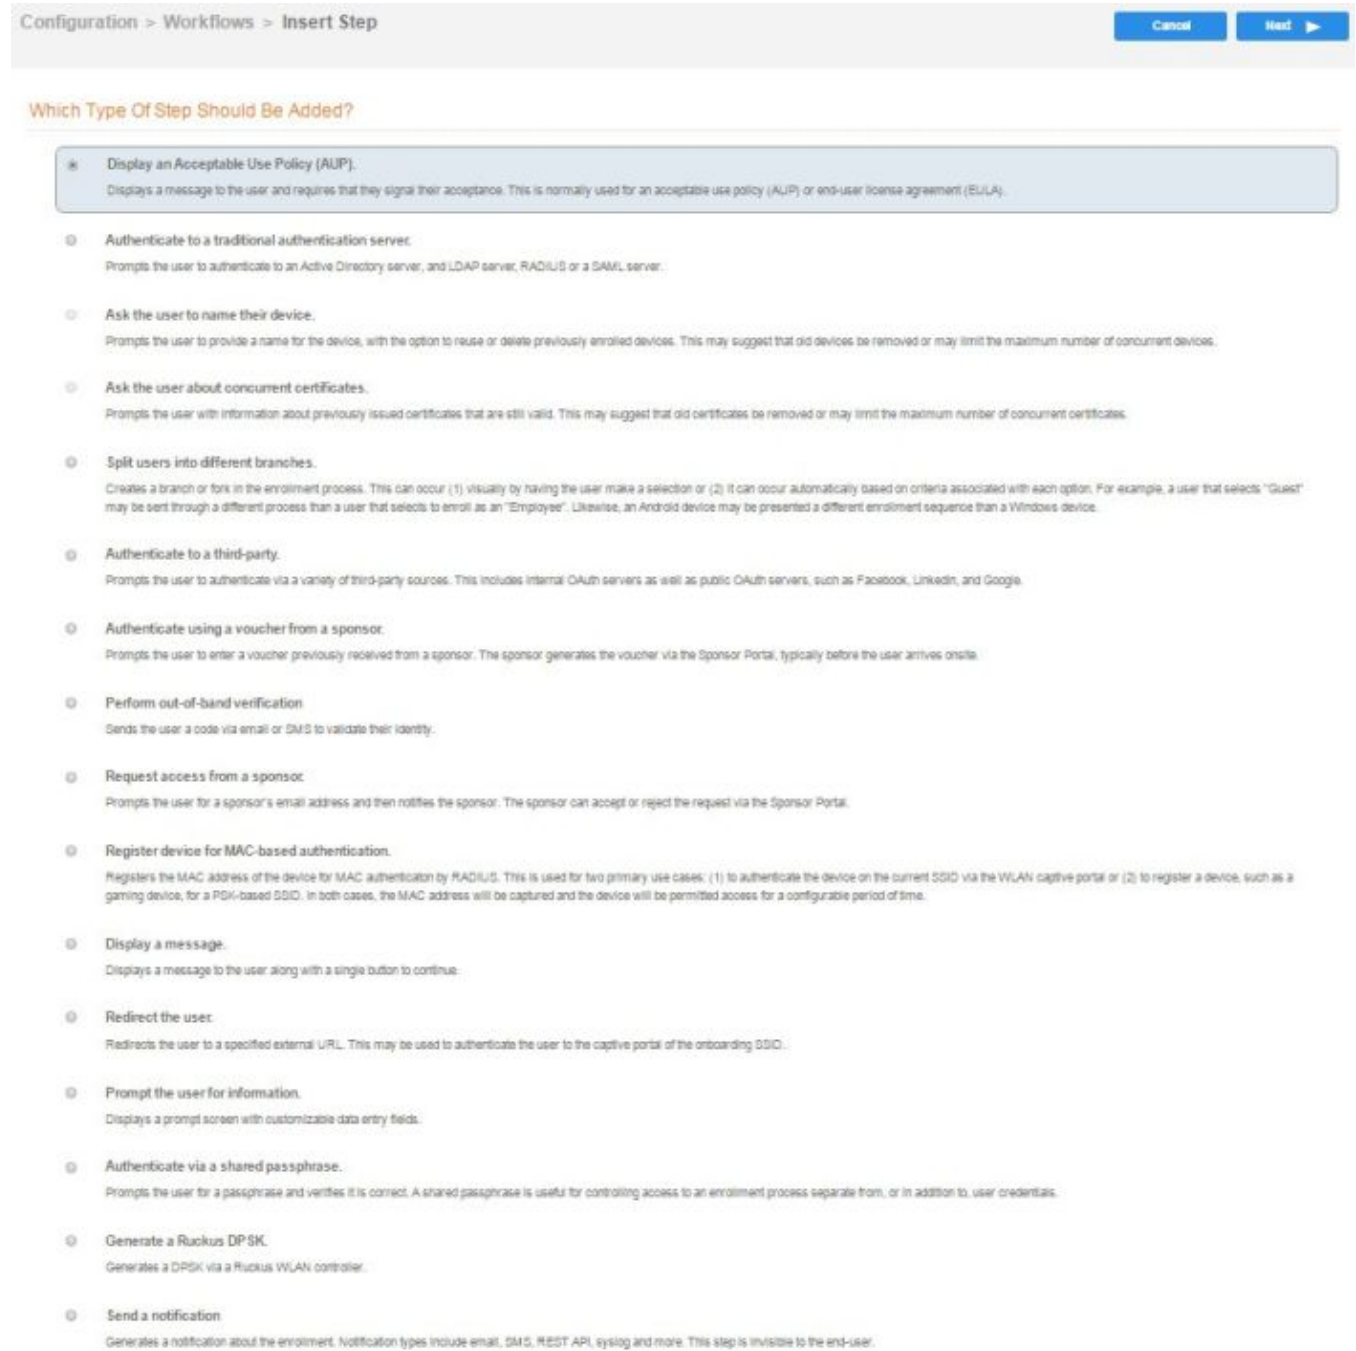 Configuration > Workflows > Insert Step
Cancel
Next
Which Type Of Step Should Be Added?
Display an Acceptable Use Policy (AUP).
Displays a message to the user and requires that they signal their acceptance. This is normally used for an acceptable use policy (AUP) or end-user license agreement (EULA).
Authenticate to a traditional authentication server.
Prompts the user to authenticate to an Active Directory server, and LDAP server, RADIUS or a SAML server.
Ask the user to name their device.
Prompts the user to provide a name for the device, with the option to reuse or delete previously enrolled devices. This may suggest that old devices be removed or may limit the maximum number of concurrent devices.
Ask the user about concurrent certificates.
Prompts the user with information about previously issued certificates that are still valid. This may suggest that old certificates be removed or may limit the maximum number of concurrent certificates.
Split users into different branches.
Creates a branch or fork in the enrollment process. This can occur (1) visually by having the user make a selection or (2) it can occur automatically based on criteria associated with each option. For example, a user that selects "Guest"
may be sent through a different process than a user that selects to enroll as an "Employee". Likewise, an Android device may be presented a different enrollment sequence than a Windows device.
Authenticate to a third-party.
Prompts the user to authenticate via a variety of third-party sources. This includes internal OAuth servers as well as public OAuth servers, such as Facebook, LinkedIn, and Google.
Authenticate using a voucher from a sponsor.
Prompts the user to enter a voucher previously received from a sponsor. The sponsor generates the voucher via the Sponsor Portal, typically before the user arrives onsite.
Perform out-of-band verification
Sends the user a code via email or SMS to validate their identity.
Request access from a sponsor.
Prompts the user for a sponsor's email address and then notifies the sponsor. The sponsor can accept or reject the request via the Sponsor Portal.
Register device for MAC-based authentication.
Registers the MAC address of the device for MAC authenticaton by RADIUS. This is used for two primary use cases: (1) to authenticate the device on the current SSID via the WLAN captive portal or (2) to register a device, such as a
gaming device, for a PSK-based SSID. In both cases, the MAC address will be captured and the device will be permitted access for a configurable period of time.
Display a message.
Displays a message to the user along with a single button to continue.
Redirect the user.
Redirects the user to a specified external URL. This may be used to authenticate the user to the captive portal of the onboarding SSID.
Prompt the user for information.
Displays a prompt screen with customizable data entry fields.
Authenticate via a shared passphrase.
Prompts the user for a passphrase and verifies it is correct. A shared passphrase is useful for controlling access to an enrollment process separate from, or in addition to, user credentials.
Generate a Ruckus DPSK.
Generates a DPSK via a Ruckus WLAN controller.
Send a notification
Generates a notification about the enrollment. Notification types include email, SMS, REST API, syslog and more. This step is invisible to the end-user.